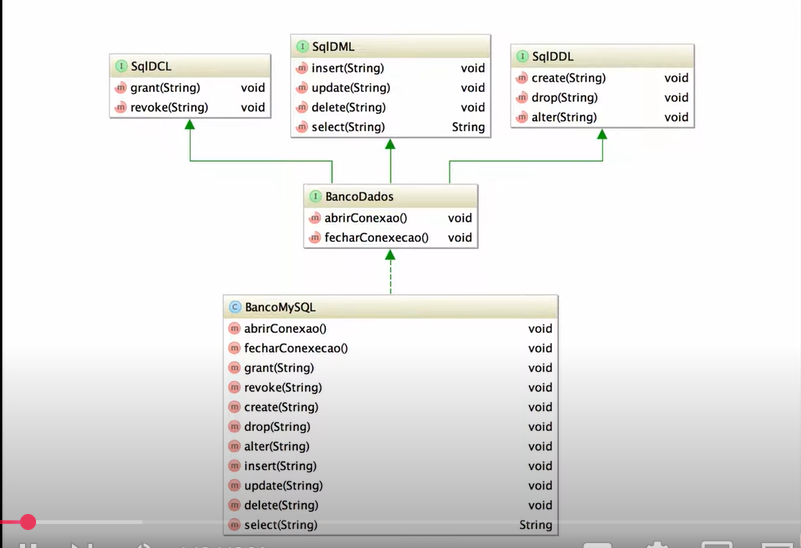 I SqlDCL
m grant(String) void
m revoke(String) void
I SqlDML
m insert(String) void
m update(String) void
m delete(String) void
m select(String) String
I SqlDDL
m create(String) void
m drop(String) void
m alter(String) void
I BancoDados
m abrirConexao() void
m fecharConexecao() void
C BancoMySQL
m abrirConexao() void
m fecharConexecao() void
m grant(String) void
m revoke(String) void
m create(String) void
m drop(String) void
m alter(String) void
m insert(String) void
m update(String) void
m delete(String) void
m select(String) String